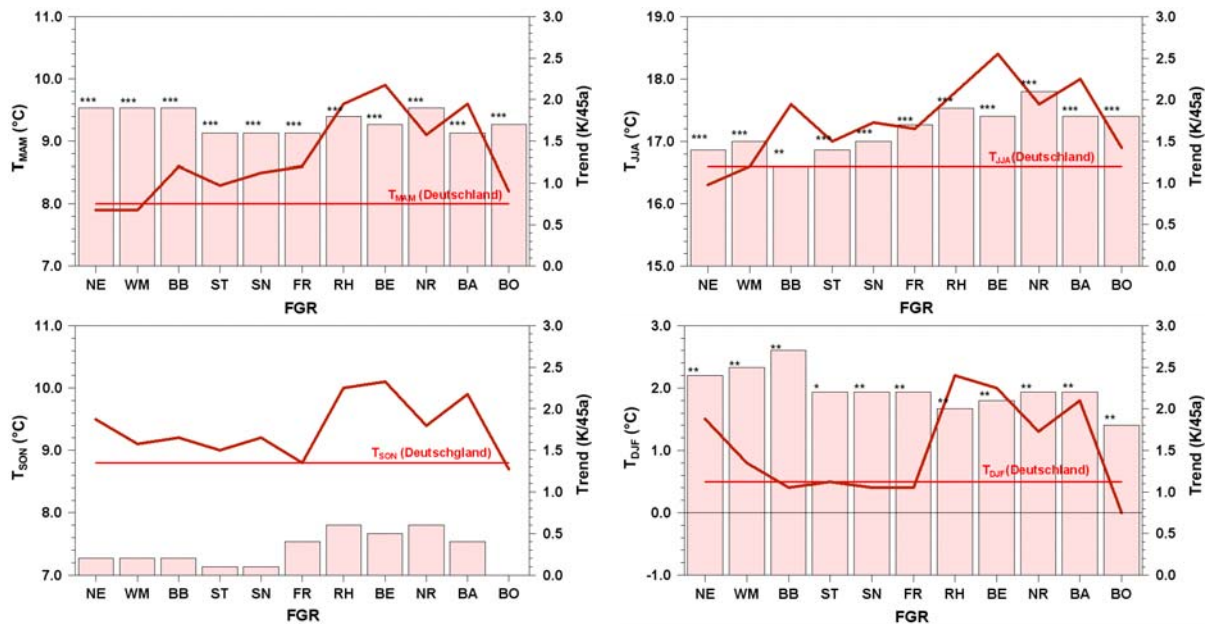 11.0
10.0
9.0
8.0
7.0
T_MAM (°C)
*** *** *** *** *** *** *** *** *** *** ***
T_MAM (Deutschland)
3.0
2.5
2.0
1.5
1.0
0.5
0.0
Trend (K/45a)
NE WM BB ST SN FR RH BE NR BA BO
FGR
19.0
18.0
17.0
16.0
15.0
T_JJA (°C)
*** *** ** *** *** *** *** *** *** *** ***
T_JJA (Deutschland)
3.0
2.5
2.0
1.5
1.0
0.5
0.0
Trend (K/45a)
NE WM BB ST SN FR RH BE NR BA BO
FGR
11.0
10.0
9.0
8.0
7.0
T_SON (°C)
T_SON (Deutschgland)
3.0
2.5
2.0
1.5
1.0
0.5
0.0
Trend (K/45a)
NE WM BB ST SN FR RH BE NR BA BO
FGR
3.0
2.0
1.0
0.0
-1.0
T_DJF (°C)
** ** ** * ** ** ** ** ** ** **
T_DJF (Deutschland)
3.0
2.5
2.0
1.5
1.0
0.5
0.0
Trend (K/45a)
NE WM BB ST SN FR RH BE NR BA BO
FGR